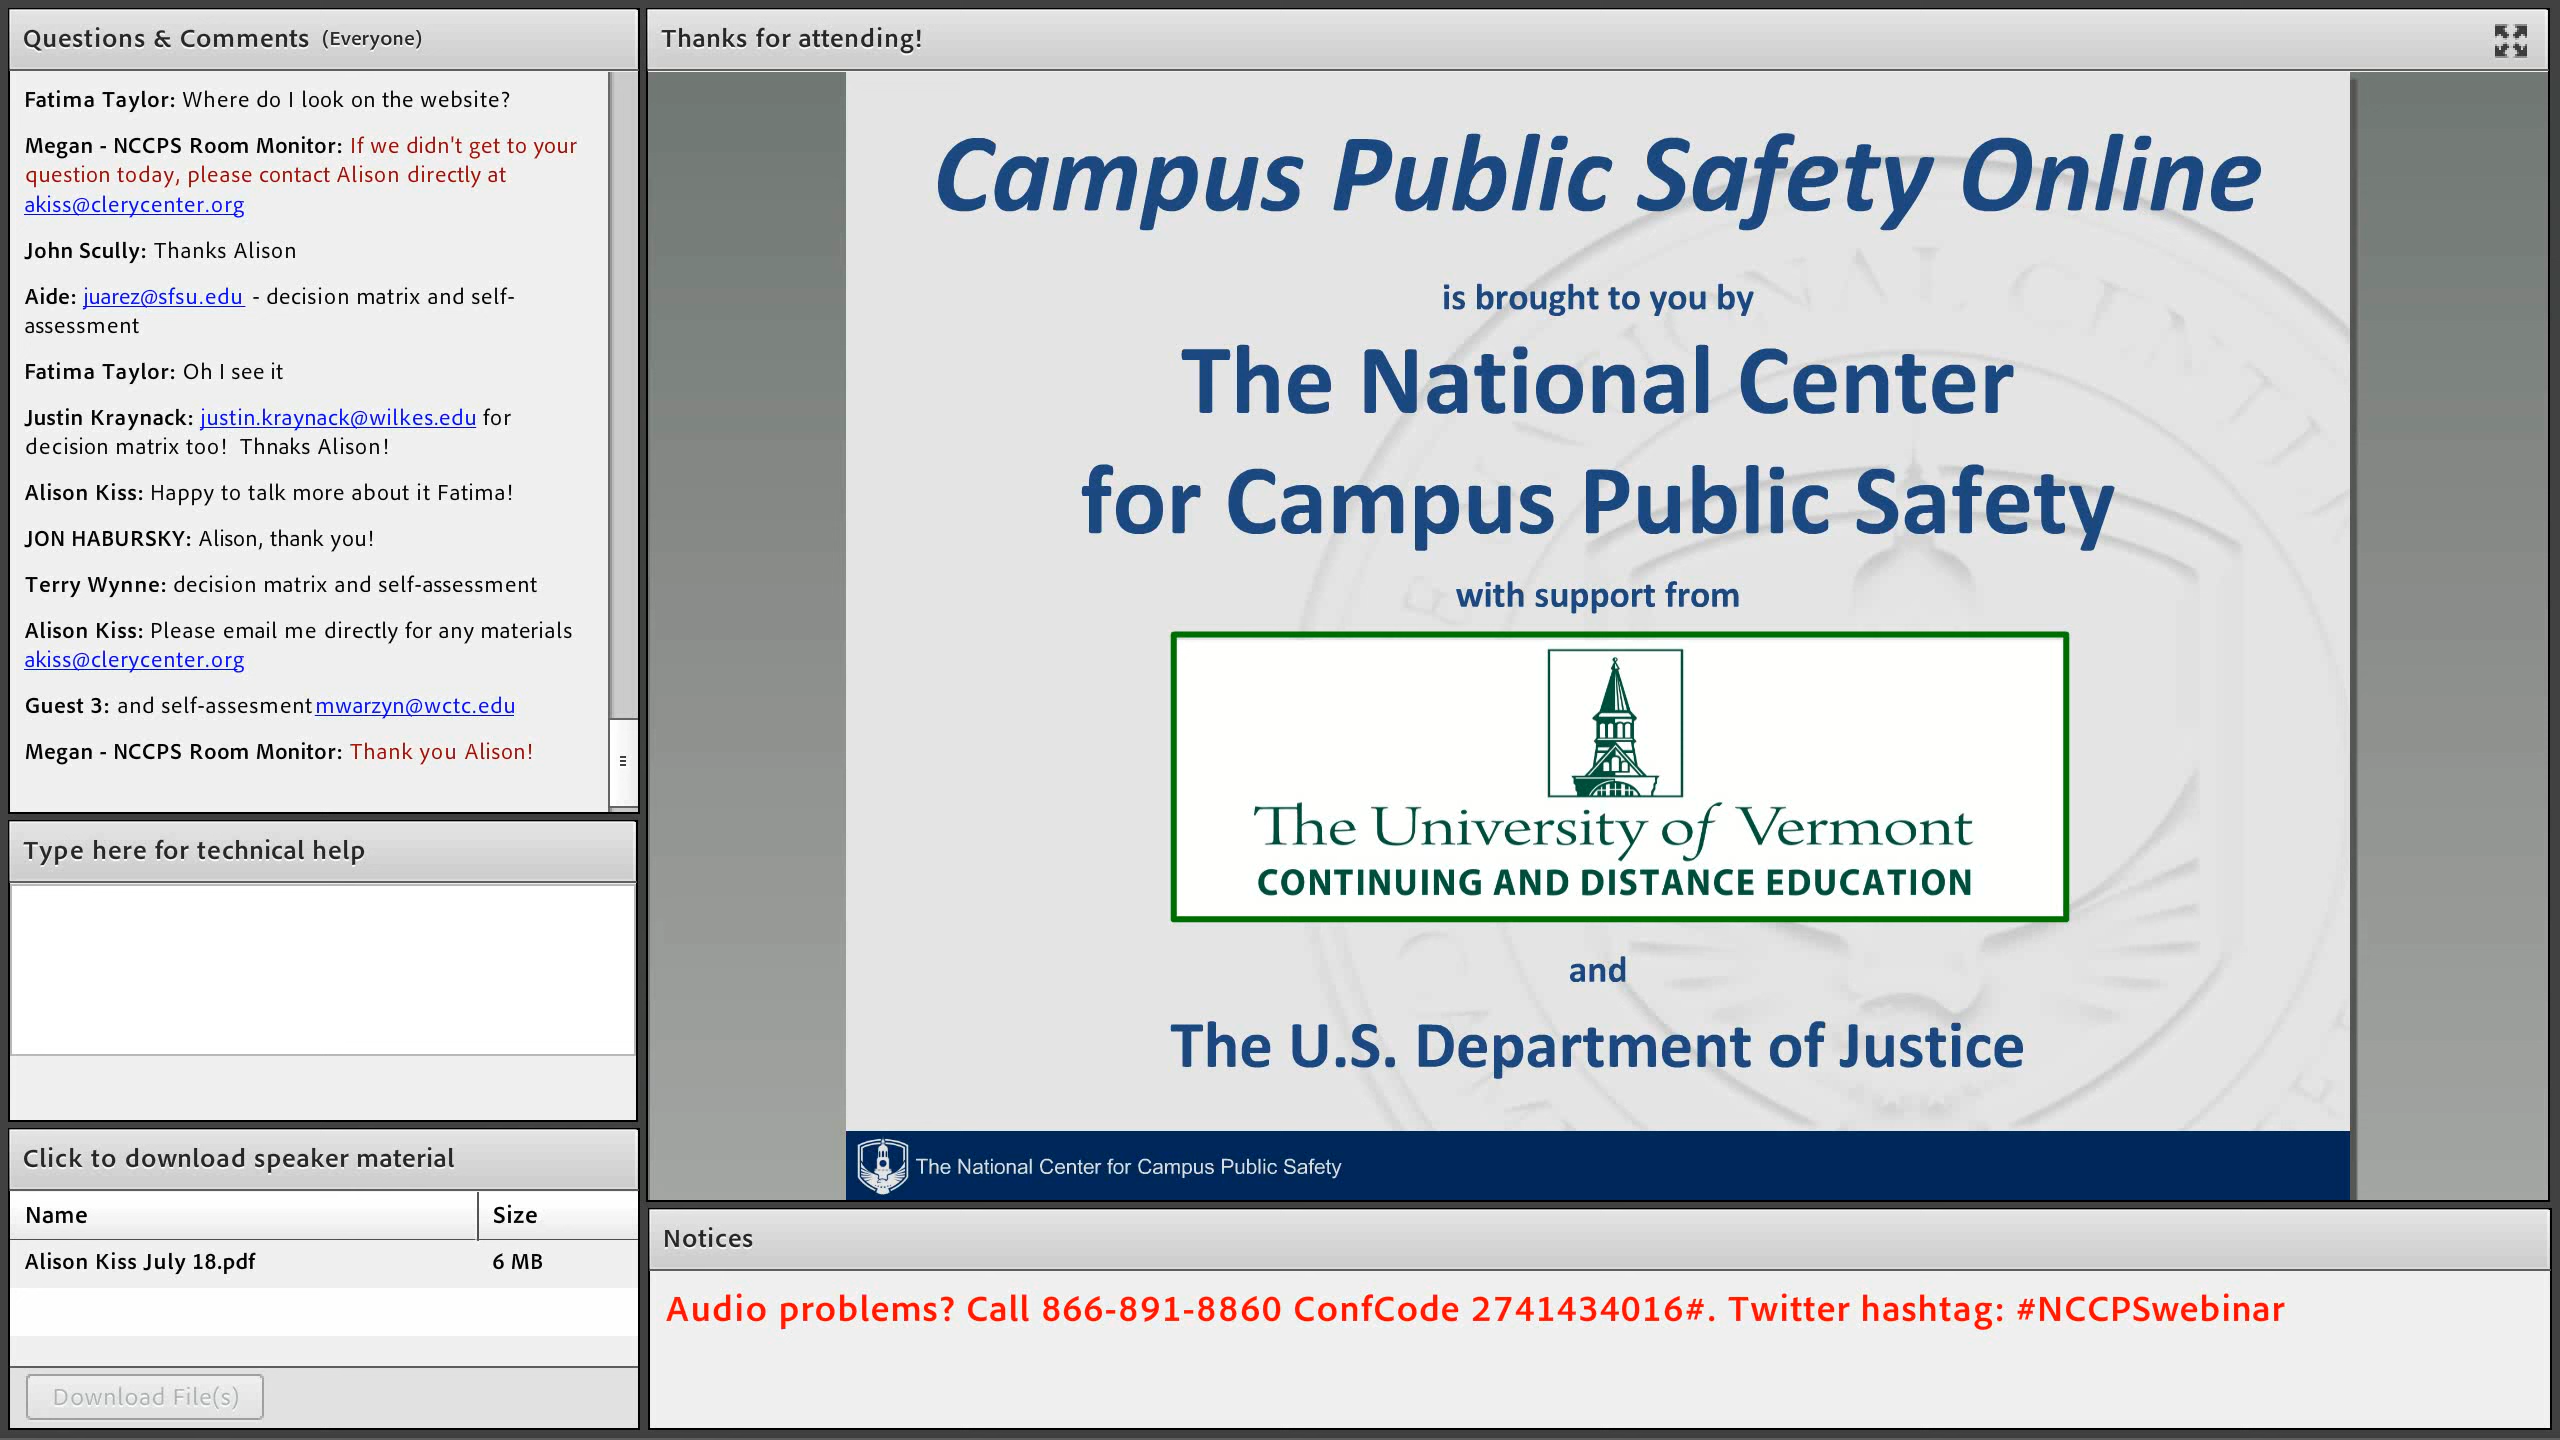 Questions & Comments (Everyone)
Fatima Taylor: Where do I look on the website?
Megan - NCCPS Room Monitor: If we didn't get to your
question today, please contact Alison directly at
akiss@clerycenter.org
John Scully: Thanks Alison
Aide: juarez@sfsu.edu - decision matrix and self-
assessment
Fatima Taylor: Oh I see it
Justin Kraynack: justin.kraynack@wilkes.edu for
decision matrix too! Thnaks Alison!
Alison Kiss: Happy to talk more about it Fatima!
JON HABURSKY: Alison, thank you!
Terry Wynne: decision matrix and self-assessment
Alison Kiss: Please email me directly for any materials
akiss@clerycenter.org
Guest 3: and self-assesment mwarzyn@wctc.edu
Megan - NCCPS Room Monitor: Thank you Alison!
Type here for technical help
Click to download speaker material
Name Size
Alison Kiss July 18.pdf 6 MB
Download File(s)
Thanks for attending!
Campus Public Safety Online
is brought to you by
The National Center
for Campus Public Safety
with support from
The University of Vermont
CONTINUING AND DISTANCE EDUCATION
and
The U.S. Department of Justice
The National Center for Campus Public Safety
Notices
Audio problems? Call 866-891-8860 ConfCode 2741434016#. Twitter hashtag: #NCCPSwebinar